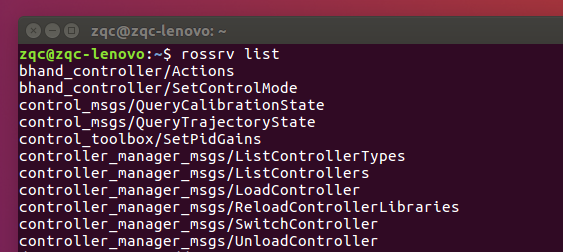 zqc@zqc-lenovo: ~
zqc@zqc-lenovo:~$ rossrv list
bhand_controller/Actions
bhand_controller/SetControlMode
control_msgs/QueryCalibrationState
control_msgs/QueryTrajectoryState
control_toolbox/SetPidGains
controller_manager_msgs/ListControllerTypes
controller_manager_msgs/ListControllers
controller_manager_msgs/LoadController
controller_manager_msgs/ReloadControllerLibraries
controller_manager_msgs/SwitchController
controller_manager_msgs/UnloadController